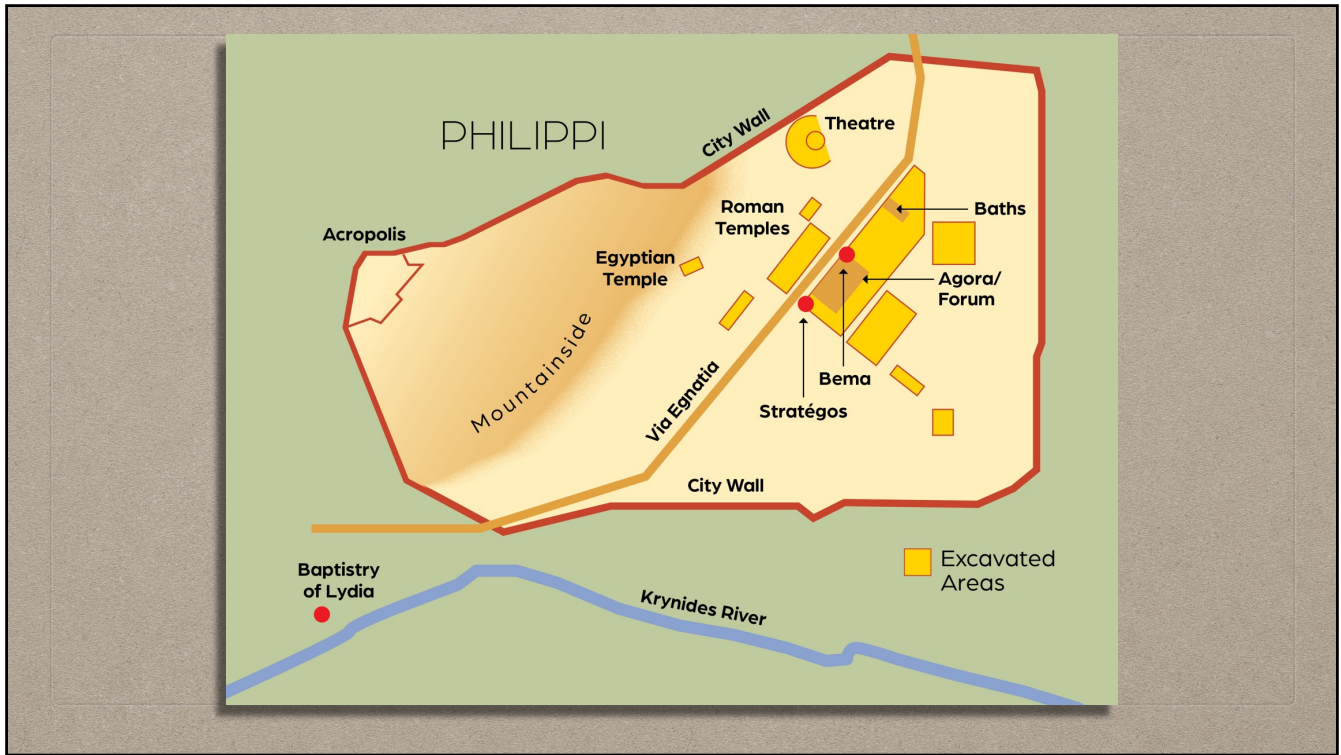 PHILIPPI
City Wall
Theatre
Acropolis
Roman
Temples
Baths
Egyptian
Temple
Agora/
Forum
Mountainside
Via Egnatia
Bema
Stratégos
City Wall
Excavated
Areas
Baptistry
of Lydia
Krynides River